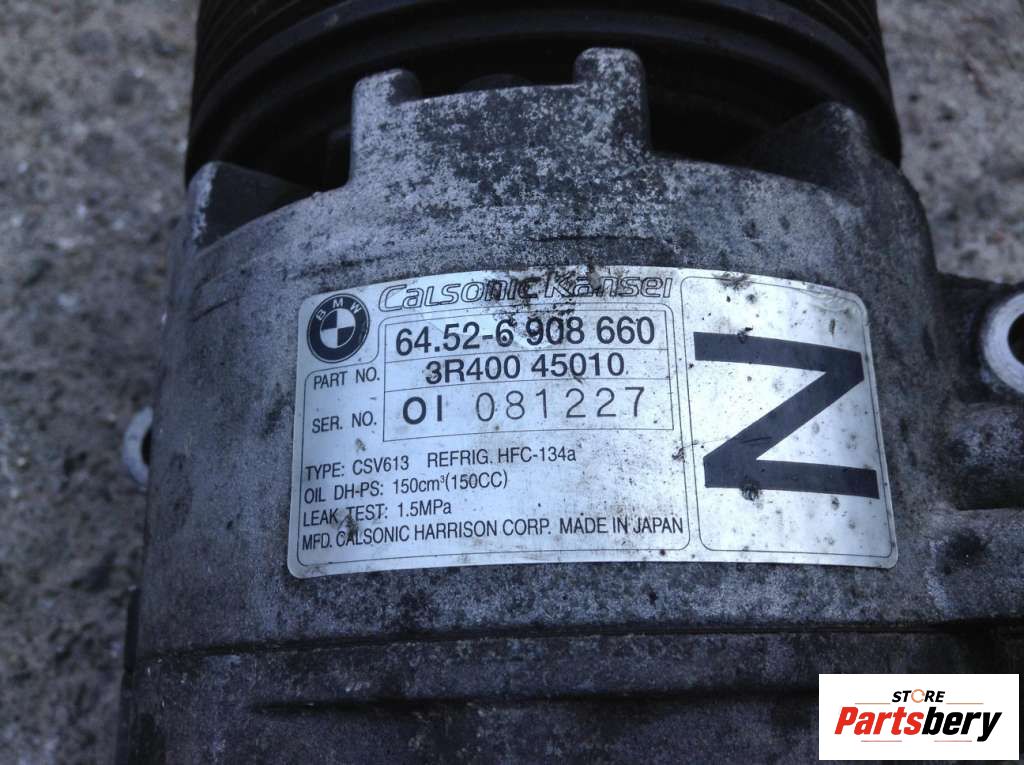 Calsonic Kansei
BMW
64.52-6 908 660
PART NO. 3R400 45010
SER. NO. 01 081227
TYPE: CSV613 REFRIG. HFC-134a
OIL DH-PS: 150cm³(150CC)
LEAK TEST: 1.5MPa
MFD. CALSONIC HARRISON CORP. MADE IN JAPAN
Z
STORE
Partsbery